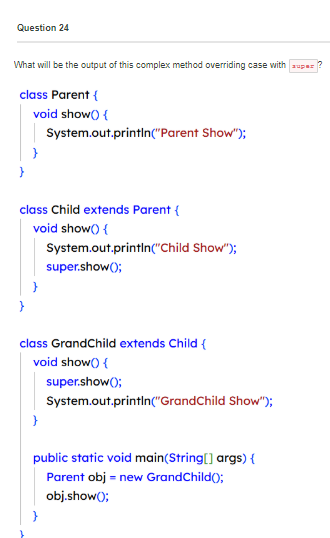 Question 24
What will be the output of this complex method overriding case with super?
class Parent {
void show() {
System.out.println("Parent Show");
}
}
class Child extends Parent {
void show() {
System.out.println("Child Show");
super.show();
}
}
class GrandChild extends Child {
void show() {
super.show();
System.out.println("GrandChild Show");
}
public static void main(String[] args) {
Parent obj = new GrandChild();
obj.show();
}
}